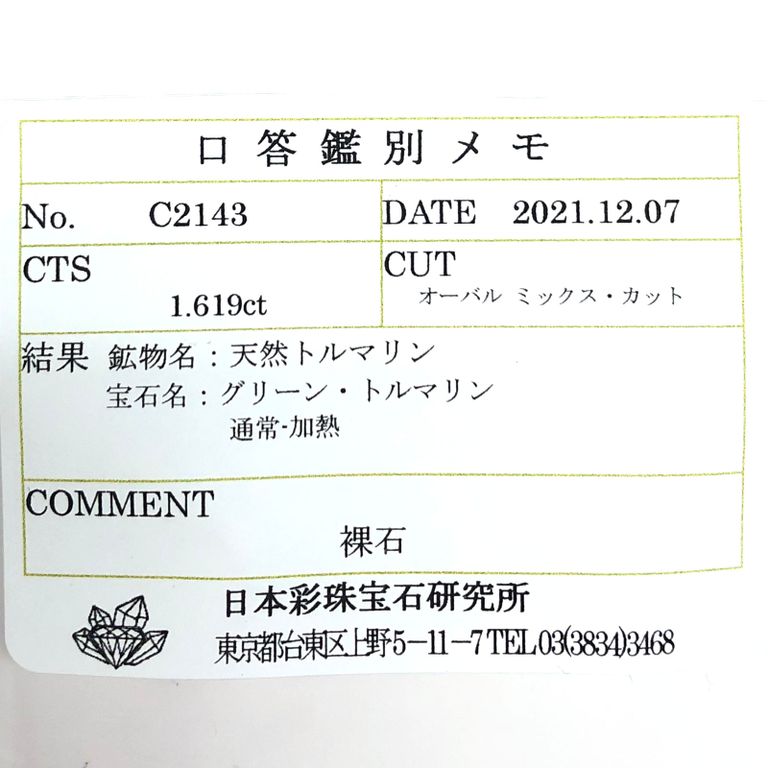 口答鑑別メモ
No. C2143 DATE 2021.12.07
CTS CUT
1.619ct オーバル ミックス・カット
結果 鉱物名：天然トルマリン
宝石名：グリーン・トルマリン
通常-加熱
COMMENT
裸石
日本彩珠宝石研究所
東京都台東区上野5-11-7 TEL 03(3834)3468